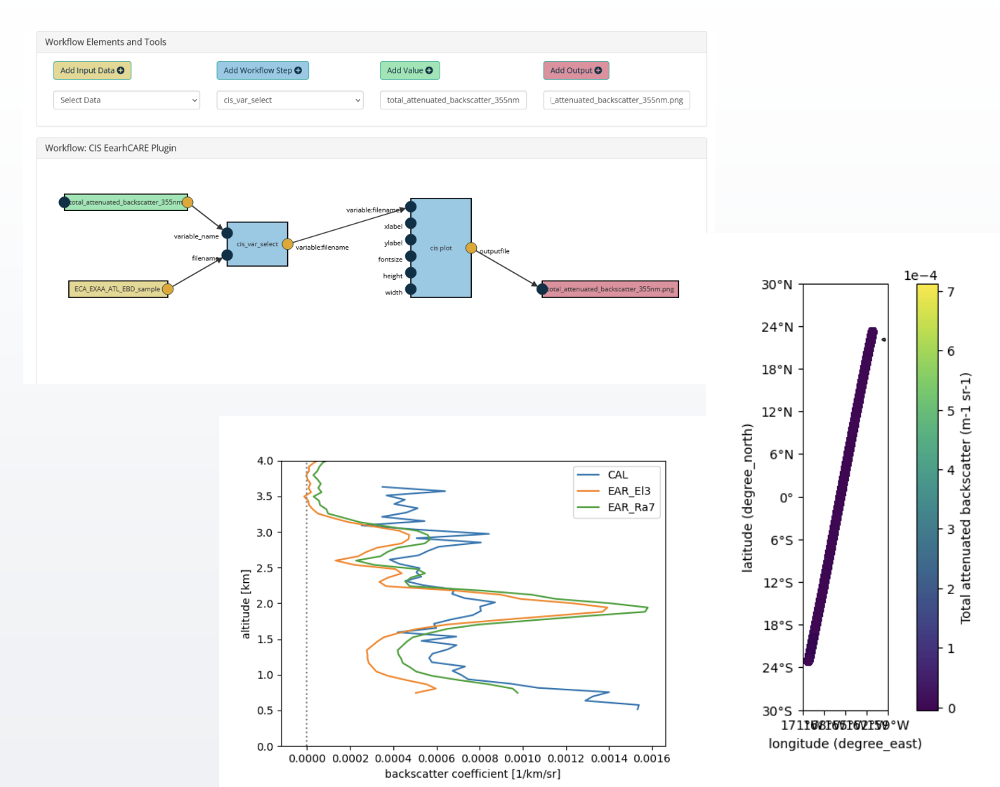 Workflow Elements and Tools
Add Input Data
Add Workflow Step
Add Value
Add Output
Select Data
cis_var_select
total_attenuated_backscatter_355nm
l_attenuated_backscatter_355nm.png
Workflow: CIS EearhCARE Plugin
total_attenuated_backscatter_355nm
variable_name
filename
cis_var_select
variable:filename
ECA_EXAA_ATL_EBD_sample
variable:filename
xlabel
ylabel
fontsize
height
width
cis plot
outputfile
total_attenuated_backscatter_355nm.png
1e−4
30°N
24°N
18°N
12°N
6°N
0°
6°S
12°S
18°S
24°S
30°S
latitude (degree_north)
171°W
159°W
longitude (degree_east)
7
6
5
4
3
2
1
0
Total attenuated backscatter (m-1 sr-1)
4.0
3.5
3.0
2.5
2.0
1.5
1.0
0.5
0.0
altitude [km]
CAL
EAR_El3
EAR_Ra7
0.0000 0.0002 0.0004 0.0006 0.0008 0.0010 0.0012 0.0014 0.0016
backscatter coefficient [1/km/sr]